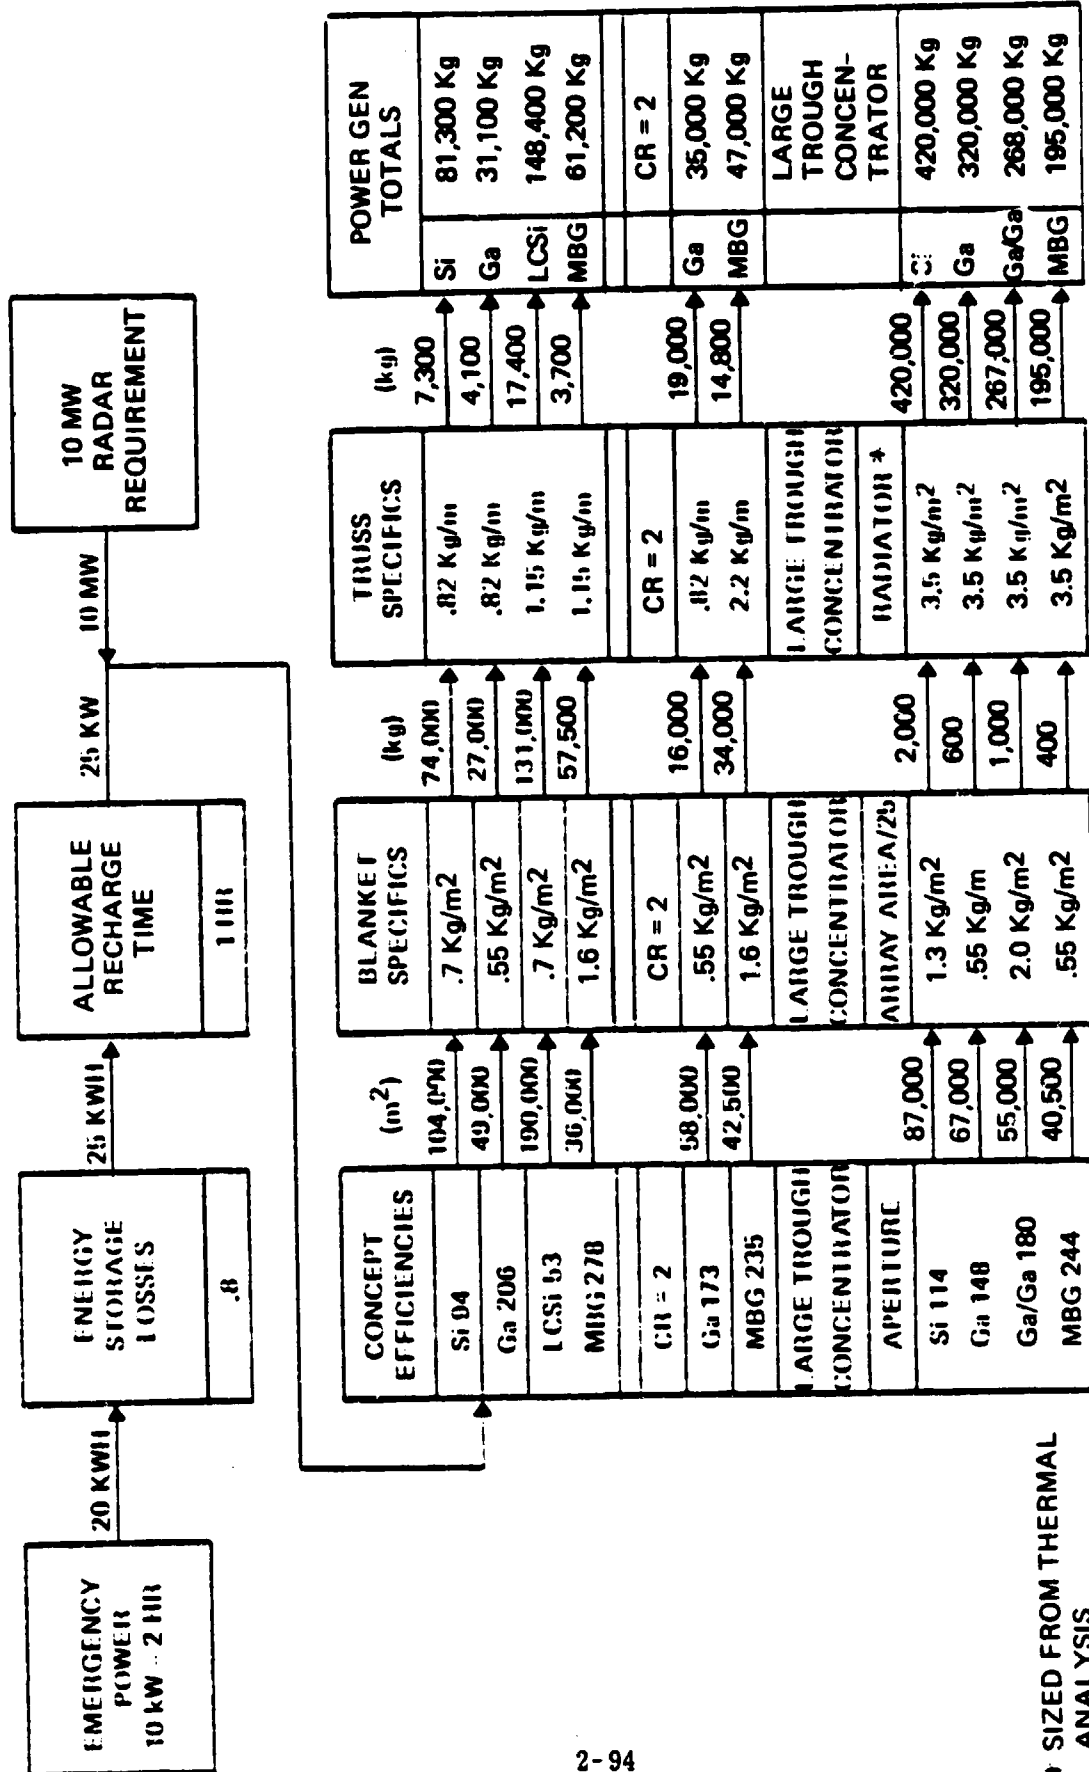 EMERGENCY
POWER
10 kW - 2 HR
20 KWH
ENERGY
STORAGE
LOSSES
.8
25 KWH
ALLOWABLE
RECHARGE
TIME
1 HR
25 KW
10 MW
10 MW
RADAR
REQUIREMENT
CONCEPT
EFFICIENCIES
Si 94
Ga 206
LCSi 53
MBG 278
CR = 2
Ga 173
MBG 235
LARGE TROUGH
CONCENTRATOR
APERTURE
Si 114
Ga 148
Ga/Ga 180
MBG 244
(m²)
104,000
49,000
190,000
36,000
58,000
42,500
87,000
67,000
55,000
40,500
BLANKET
SPECIFICS
.7 Kg/m2
.55 Kg/m2
.7 Kg/m2
1.6 Kg/m2
CR = 2
.55 Kg/m2
1.6 Kg/m2
LARGE TROUGH
CONCENTRATOR
ARRAY AREA/25
1.3 Kg/m2
.55 Kg/m
2.0 Kg/m2
.55 Kg/m2
(kg)
74,000
27,000
131,000
57,500
16,000
34,000
2,000
600
1,000
400
TRUSS
SPECIFICS
.82 Kg/m
.82 Kg/m
1.15 Kg/m
1.15 Kg/m
CR = 2
.82 Kg/m
2.2 Kg/m
LARGE TROUGH
CONCENTRATOR
RADIATOR *
3.5 Kg/m²
3.5 Kg/m²
3.5 Kg/m²
3.5 Kg/m2
(kg)
7,300
4,100
17,400
3,700
19,000
14,800
420,000
320,000
267,000
195,000
POWER GEN
TOTALS
Si 81,300 Kg
Ga 31,100 Kg
LCSi 148,400 Kg
MBG 61,200 Kg
CR = 2
Ga 35,000 Kg
MBG 47,000 Kg
LARGE
TROUGH
CONCEN-
TRATOR
Si 420,000 Kg
Ga 320,000 Kg
Ga/Ga 268,000 Kg
MBG 195,000 Kg
* SIZED FROM THERMAL
ANALYSIS
2-94